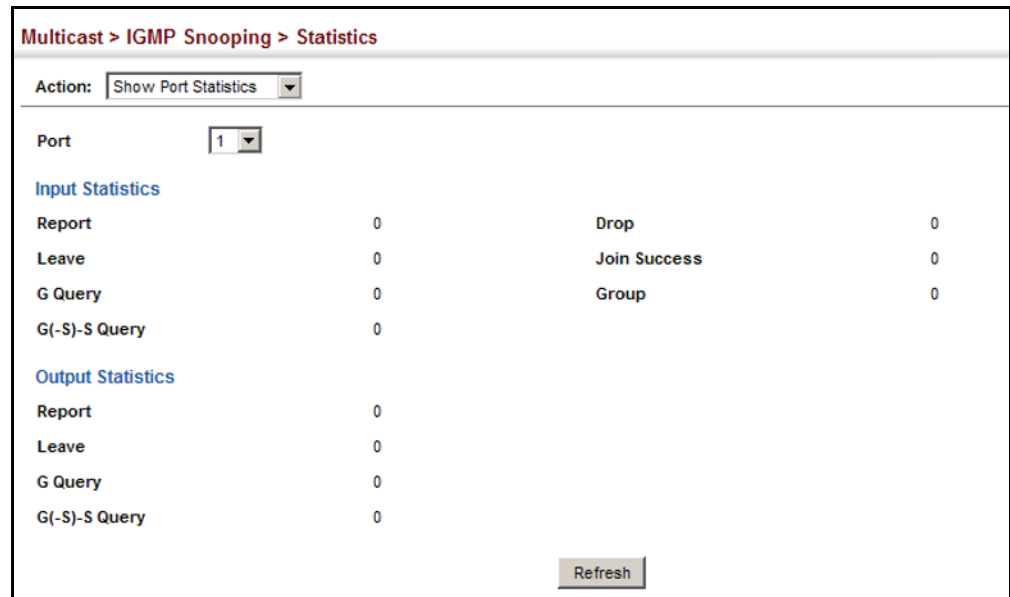 Multicast > IGMP Snooping > Statistics
Action: Show Port Statistics
Port 1
Input Statistics
Report 0 Drop 0
Leave 0 Join Success 0
G Query 0 Group 0
G(-S)-S Query 0
Output Statistics
Report 0
Leave 0
G Query 0
G(-S)-S Query 0
Refresh